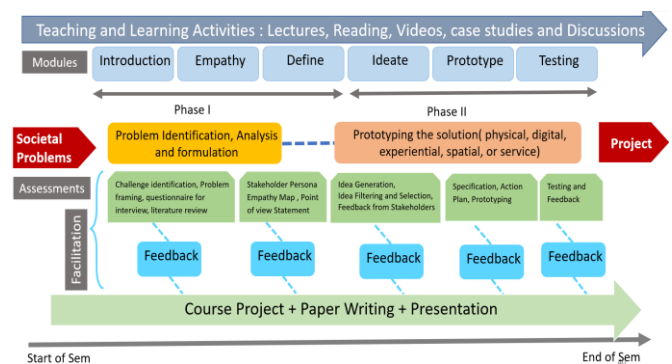 Teaching and Learning Activities : Lectures, Reading, Videos, case studies and Discussions
Modules
Introduction
Empathy
Define
Ideate
Prototype
Testing
Phase I
Phase II
Societal
Problems
Problem Identification, Analysis
and formulation
Prototyping the solution( physical, digital,
experiential, spatial, or service)
Project
Assessments
Challenge identification, Problem
framing, questionnaire for
interview, literature review
Stakeholder Persona
Empathy Map , Point
of view Statement
Idea Generation,
Idea Filtering and Selection,
Feedback from Stakeholders
Specification, Action
Plan, Prototyping
Testing and
Feedback
Facilitation
Feedback
Feedback
Feedback
Feedback
Feedback
Course Project + Paper Writing + Presentation
Start of Sem
End of Sem